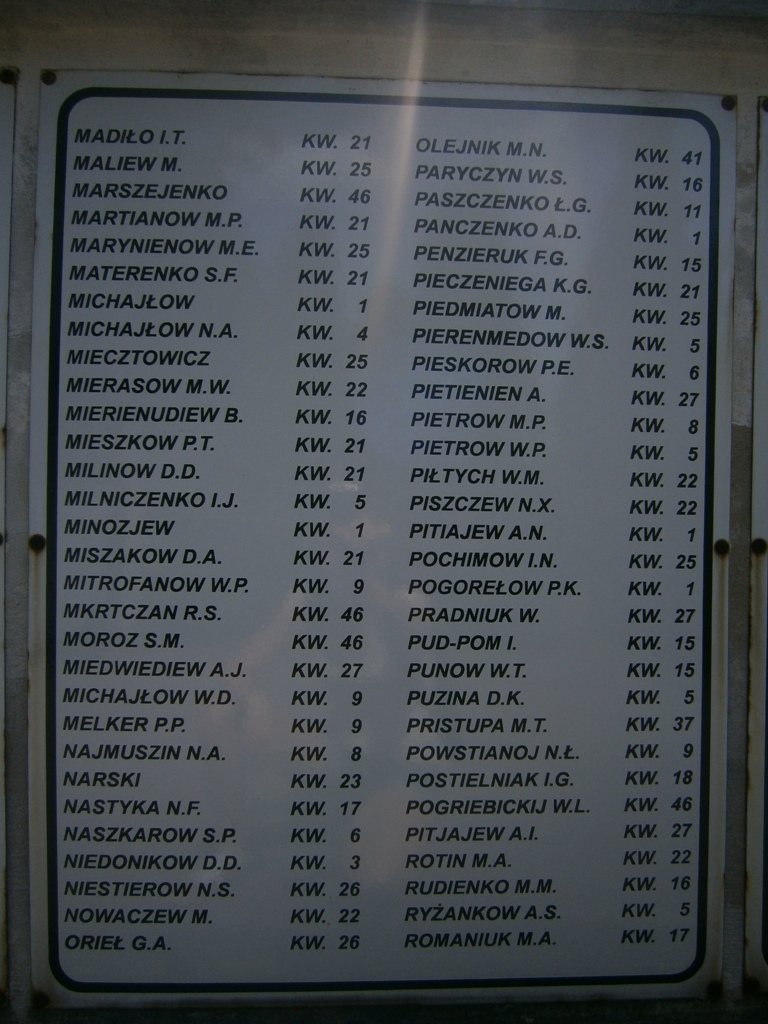 MADIŁO I.T. KW. 21
MALIEW M. KW. 25
MARSZEJENKO KW. 46
MARTIANOW M.P. KW. 21
MARYNIENOW M.E. KW. 25
MATERENKO S.F. KW. 21
MICHAJŁOW KW. 1
MICHAJŁOW N.A. KW. 4
MIECZTOWICZ KW. 25
MIERASOW M.W. KW. 22
MIERIENUDIEW B. KW. 16
MIESZKOW P.T. KW. 21
MILINOW D.D. KW. 21
MILNICZENKO I.J. KW. 5
MINOZJEW KW. 1
MISZAKOW D.A. KW. 21
MITROFANOW W.P. KW. 9
MKRTCZAN R.S. KW. 46
MOROZ S.M. KW. 46
MIEDWIEDIEW A.J. KW. 27
MICHAJŁOW W.D. KW. 9
MELKER P.P. KW. 9
NAJMUSZIN N.A. KW. 8
NARSKI KW. 23
NASTYKA N.F. KW. 17
NASZKAROW S.P. KW. 6
NIEDONIKOW D.D. KW. 3
NIESTIEROW N.S. KW. 26
NOWACZEW M. KW. 22
ORIEŁ G.A. KW. 26
OLEJNIK M.N. KW. 41
PARYCZYN W.S. KW. 16
PASZCZENKO Ł.G. KW. 11
PANCZENKO A.D. KW. 1
PENZIERUK F.G. KW. 15
PIECZENIEGA K.G. KW. 21
PIEDMIATOW M. KW. 25
PIERENMEDOW W.S. KW. 5
PIESKOROW P.E. KW. 6
PIETIENIEN A. KW. 27
PIETROW M.P. KW. 8
PIETROW W.P. KW. 5
PIŁTYCH W.M. KW. 22
PISZCZEW N.X. KW. 22
PITIAJEW A.N. KW. 1
POCHIMOW I.N. KW. 25
POGOREŁOW P.K. KW. 1
PRADNIUK W. KW. 27
PUD-POM I. KW. 15
PUNOW W.T. KW. 15
PUZINA D.K. KW. 5
PRISTUPA M.T. KW. 37
POWSTIANOJ N.Ł. KW. 9
POSTIELNIAK I.G. KW. 18
POGRIEBICKIJ W.L. KW. 46
PITJAJEW A.I. KW. 27
ROTIN M.A. KW. 22
RUDIENKO M.M. KW. 16
RYŻANKOW A.S. KW. 5
ROMANIUK M.A. KW. 17